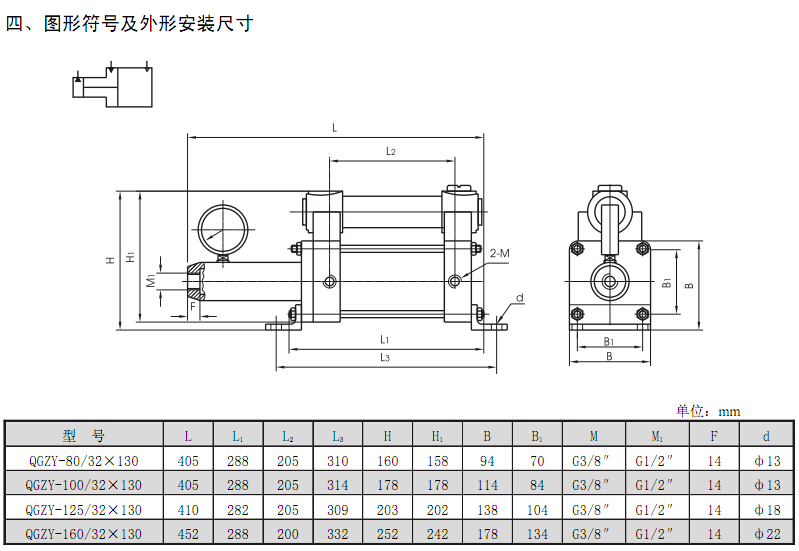 四、图形符号及外形安装尺寸
L
L2
H
H1
M1
F
2-M
d
L1
L3
B1
B
B1
B
单位：mm
型 号 L L₁ L₂ L₃ H H₁ B B₁ M M₁ F d
QGZY-80/32×130 405 288 205 310 160 158 94 70 G3/8″ G1/2″ 14 φ13
QGZY-100/32×130 405 288 205 314 178 178 114 84 G3/8″ G1/2″ 14 φ13
QGZY-125/32×130 410 282 205 309 203 202 138 104 G3/8″ G1/2″ 14 φ18
QGZY-160/32×130 452 288 200 332 252 242 178 134 G3/8″ G1/2″ 14 φ22